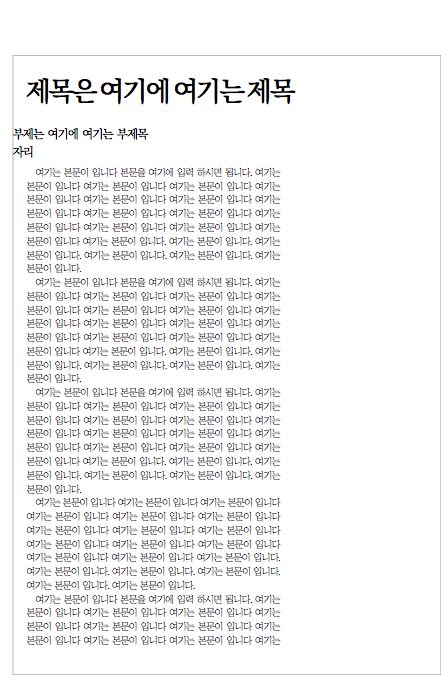 제목은 여기에 여기는 제목
부제는 여기에 여기는 부제목
자리
여기는 본문이 입니다 본문을 여기에 입력 하시면 됩니다. 여기는
본문이 입니다 여기는 본문이 입니다 여기는 본문이 입니다 여기는
본문이 입니다 여기는 본문이 입니다 여기는 본문이 입니다 여기는
본문이 입니다 여기는 본문이 입니다 여기는 본문이 입니다 여기는
본문이 입니다 여기는 본문이 입니다 여기는 본문이 입니다 여기는
본문이 입니다 여기는 본문이 입니다. 여기는 본문이 입니다. 여기는
본문이 입니다. 여기는 본문이 입니다. 여기는 본문이 입니다. 여기는
본문이 입니다.
여기는 본문이 입니다 본문을 여기에 입력 하시면 됩니다. 여기는
본문이 입니다 여기는 본문이 입니다 여기는 본문이 입니다 여기는
본문이 입니다 여기는 본문이 입니다 여기는 본문이 입니다 여기는
본문이 입니다 여기는 본문이 입니다 여기는 본문이 입니다 여기는
본문이 입니다 여기는 본문이 입니다 여기는 본문이 입니다 여기는
본문이 입니다 여기는 본문이 입니다. 여기는 본문이 입니다. 여기는
본문이 입니다. 여기는 본문이 입니다. 여기는 본문이 입니다. 여기는
본문이 입니다.
여기는 본문이 입니다 본문을 여기에 입력 하시면 됩니다. 여기는
본문이 입니다 여기는 본문이 입니다 여기는 본문이 입니다 여기는
본문이 입니다 여기는 본문이 입니다 여기는 본문이 입니다 여기는
본문이 입니다 여기는 본문이 입니다 여기는 본문이 입니다 여기는
본문이 입니다 여기는 본문이 입니다 여기는 본문이 입니다 여기는
본문이 입니다 여기는 본문이 입니다. 여기는 본문이 입니다. 여기는
본문이 입니다. 여기는 본문이 입니다. 여기는 본문이 입니다. 여기는
본문이 입니다.
여기는 본문이 입니다 여기는 본문이 입니다 여기는 본문이 입니다
여기는 본문이 입니다 여기는 본문이 입니다 여기는 본문이 입니다
여기는 본문이 입니다 여기는 본문이 입니다 여기는 본문이 입니다
여기는 본문이 입니다 여기는 본문이 입니다 여기는 본문이 입니다
여기는 본문이 입니다 여기는 본문이 입니다 여기는 본문이 입니다.
여기는 본문이 입니다. 여기는 본문이 입니다. 여기는 본문이 입니다.
여기는 본문이 입니다. 여기는 본문이 입니다.
여기는 본문이 입니다 본문을 여기에 입력 하시면 됩니다. 여기는
본문이 입니다 여기는 본문이 입니다 여기는 본문이 입니다 여기는
본문이 입니다 여기는 본문이 입니다 여기는 본문이 입니다 여기는
본문이 입니다 여기는 본문이 입니다 여기는 본문이 입니다 여기는